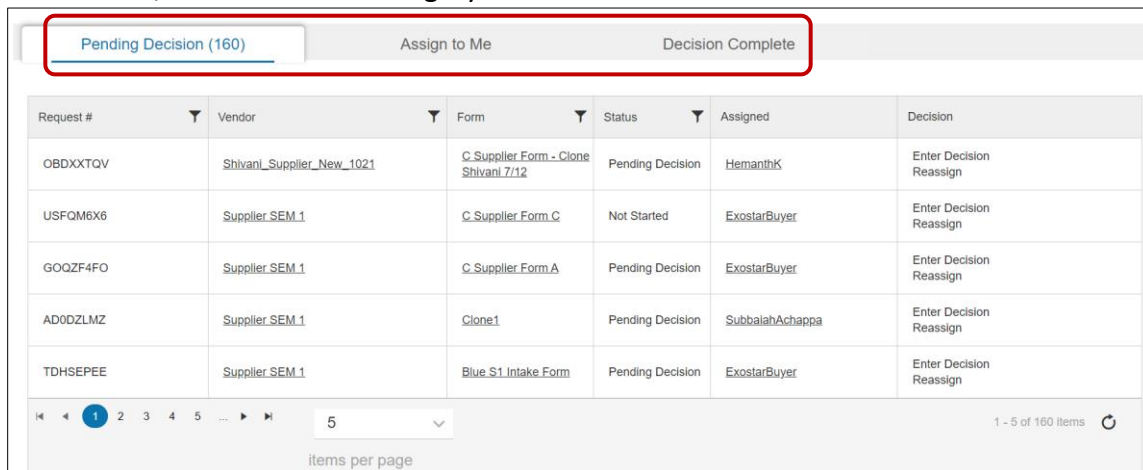 Pending Decision (160) Assign to Me Decision Complete
Request # Vendor Form Status Assigned Decision
OBDXXTQV Shivani_Supplier_New_1021 C Supplier Form - Clone Shivani 7/12 Pending Decision HemanthK Enter Decision Reassign
USFQM6X6 Supplier SEM 1 C Supplier Form C Not Started ExostarBuyer Enter Decision Reassign
GOQZF4FO Supplier SEM 1 C Supplier Form A Pending Decision ExostarBuyer Enter Decision Reassign
AD0DZLMZ Supplier SEM 1 Clone1 Pending Decision SubbaiahAchappa Enter Decision Reassign
TDHSEPEE Supplier SEM 1 Blue S1 Intake Form Pending Decision ExostarBuyer Enter Decision Reassign
1 2 3 4 5 ... 5 1 - 5 of 160 items
items per page